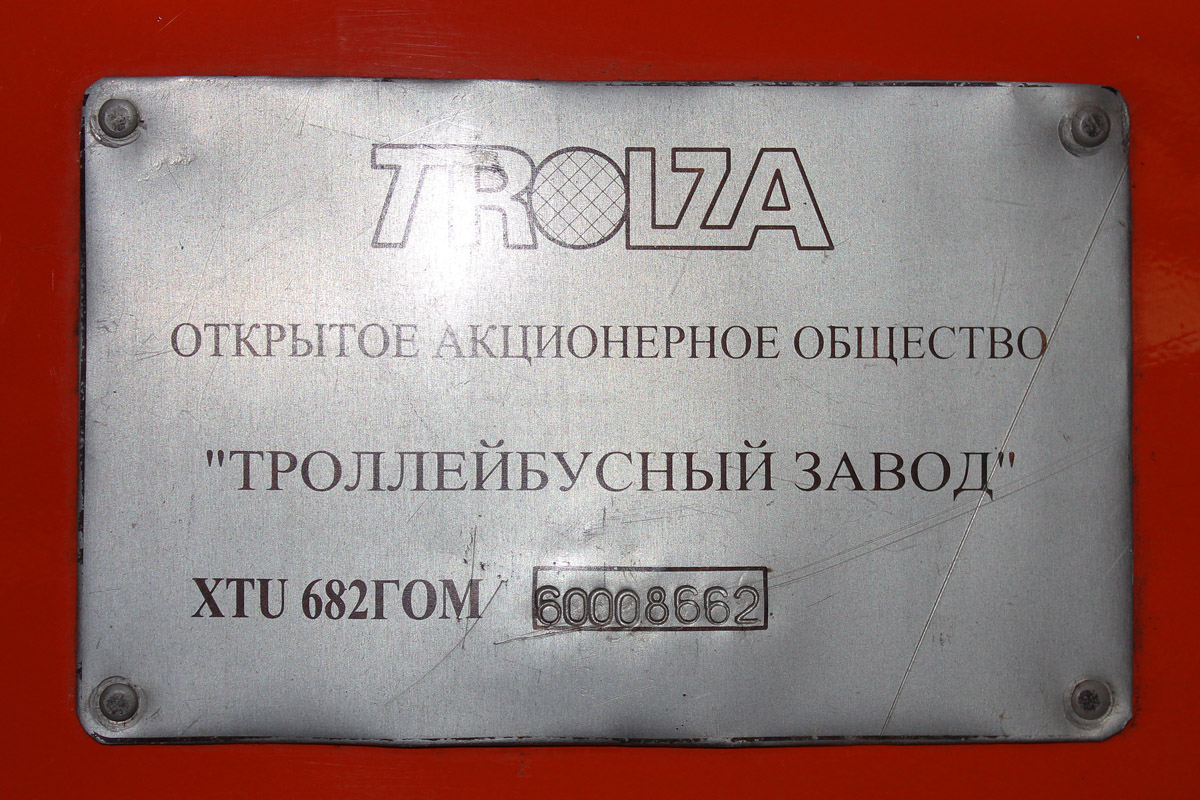 TROLZA
ОТКРЫТОЕ АКЦИОНЕРНОЕ ОБЩЕСТВО
"ТРОЛЛЕЙБУСНЫЙ ЗАВОД"
XTU 682ГОМ 60008662